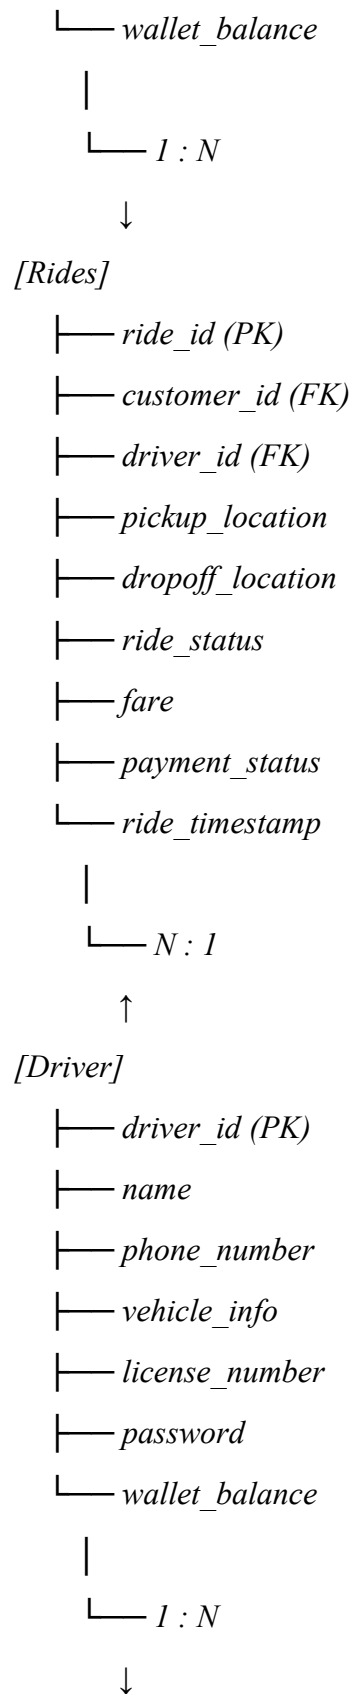 └── wallet_balance
│
└── 1 : N
↓
[Rides]
├── ride_id (PK)
├── customer_id (FK)
├── driver_id (FK)
├── pickup_location
├── dropoff_location
├── ride_status
├── fare
├── payment_status
└── ride_timestamp
│
└── N : 1
↑
[Driver]
├── driver_id (PK)
├── name
├── phone_number
├── vehicle_info
├── license_number
├── password
└── wallet_balance
│
└── 1 : N
↓